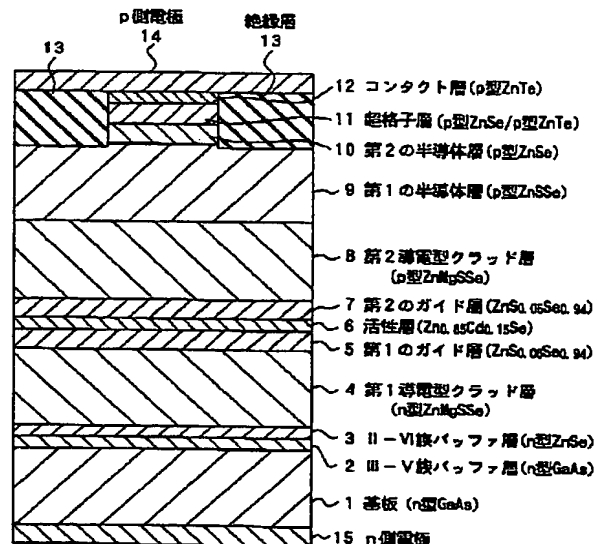 p側電極
14
絶縁層
13
13
12 コンタクト層(p型ZnTe)
11 超格子層(p型ZnSe/p型ZnTe)
10 第2の半導体層(p型ZnSe)
9 第1の半導体層(p型ZnSSe)
8 第2導電型クラッド層
(p型ZnMgSSe)
7 第2のガイド層(ZnS0.06Se0.94)
6 活性層(Zn0.85Cd0.15Se)
5 第1のガイド層(ZnS0.06Se0.94)
4 第1導電型クラッド層
(n型ZnMgSSe)
3 II-VI族バッファ層(n型ZnSe)
2 III-V族バッファ層(n型GaAs)
1 基板(n型GaAs)
15 n側電極